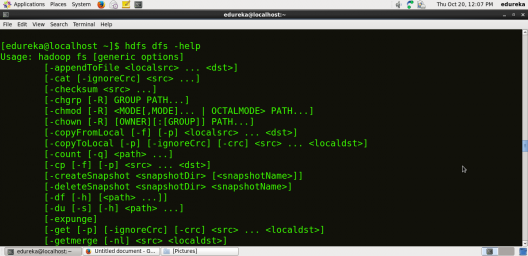 Applications Places System
Thu Oct 20, 12:07 PM edureka
edureka@localhost:~
File Edit View Search Terminal Help
[edureka@localhost ~]$ hdfs dfs -help
Usage: hadoop fs [generic options]
[-appendToFile <localsrc> ... <dst>]
[-cat [-ignoreCrc] <src> ...]
[-checksum <src> ...]
[-chgrp [-R] GROUP PATH...]
[-chmod [-R] <MODE[,MODE]... | OCTALMODE> PATH...]
[-chown [-R] [OWNER][:[GROUP]] PATH...]
[-copyFromLocal [-f] [-p] <localsrc> ... <dst>]
[-copyToLocal [-p] [-ignoreCrc] [-crc] <src> ... <localdst>]
[-count [-q] <path> ...]
[-cp [-f] [-p] <src> ... <dst>]
[-createSnapshot <snapshotDir> [<snapshotName>]]
[-deleteSnapshot <snapshotDir> <snapshotName>]
[-df [-h] [<path> ...]]
[-du [-s] [-h] <path> ...]
[-expunge]
[-get [-p] [-ignoreCrc] [-crc] <src> ... <localdst>]
[-getmerge [-nl] <src> <localdst>]
edureka@localhost:~ Untitled document - G... [Pictures]